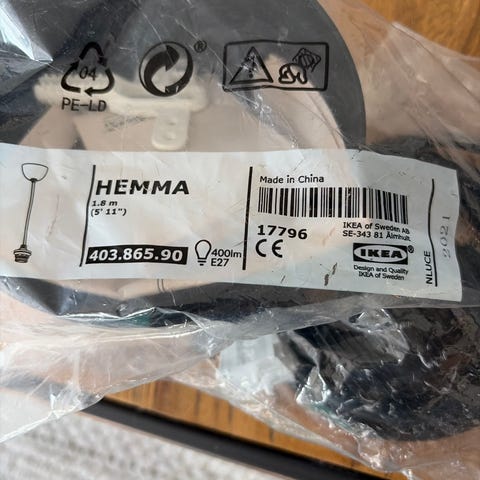 04
PE-LD
®
HEMMA
1.8 m
(5' 11")
403.865.90
400lm
E27
Made in China
17796
CE
IKEA of Sweden AB
SE-343 81 Älmhult
IKEA
Design and Quality
IKEA of Sweden
NLUCE
2021